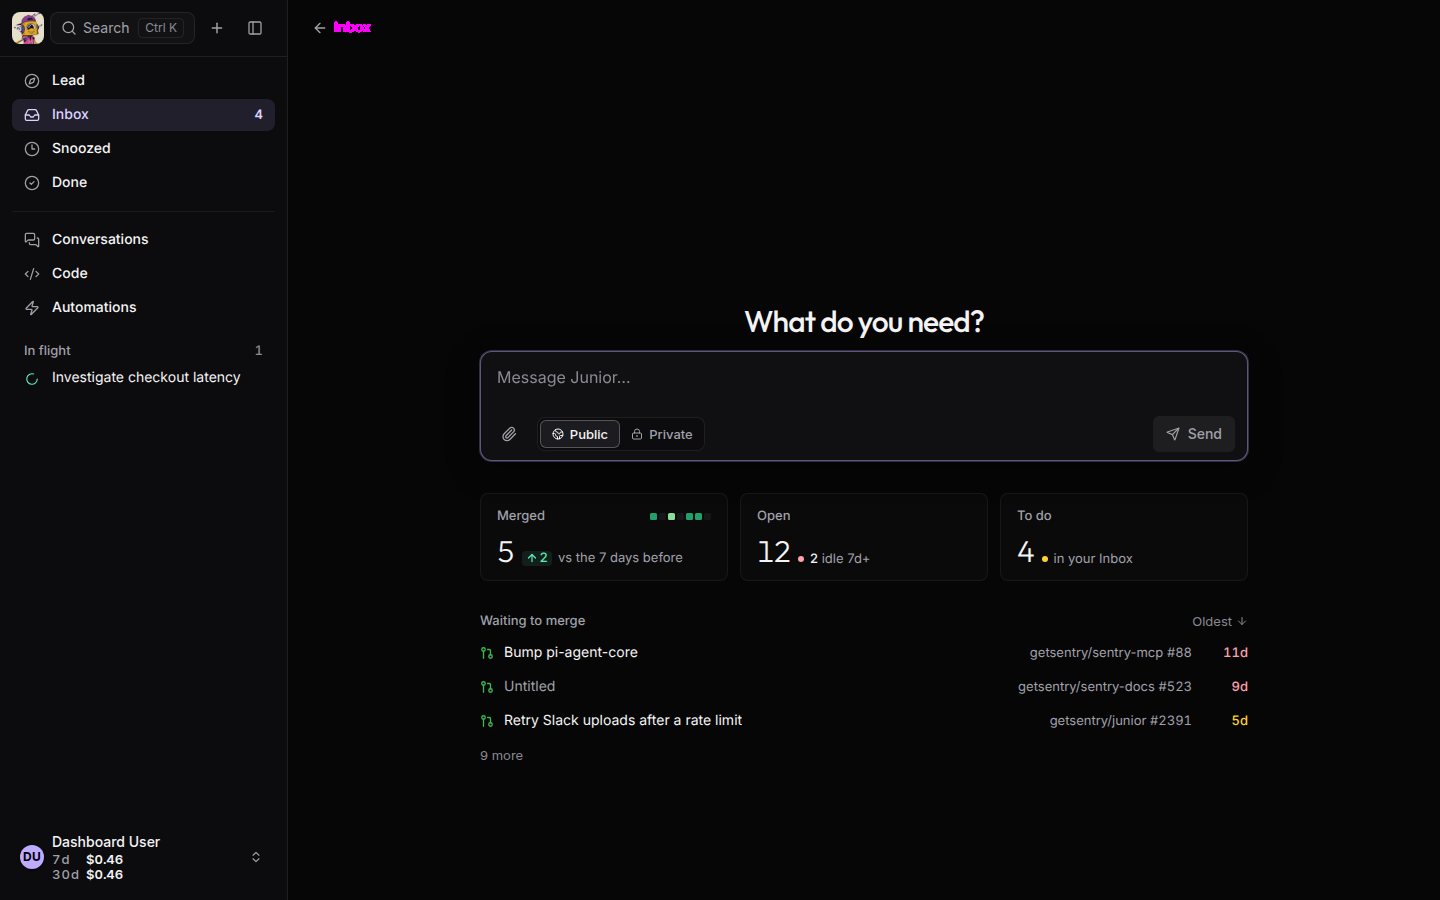 Search Ctrl K
Lead
Inbox 4
Snoozed
Done
Conversations
Code
Automations
In flight 1
Investigate checkout latency
DU
Dashboard User
7d $0.46
30d $0.46
Inbox
What do you need?
Message Junior...
Public Private Send
Merged
5 2 vs the 7 days before
Open
12 2 idle 7d+
To do
4 in your Inbox
Waiting to merge Oldest
Bump pi-agent-core getsentry/sentry-mcp #88 11d
Untitled getsentry/sentry-docs #523 9d
Retry Slack uploads after a rate limit getsentry/junior #2391 5d
9 more